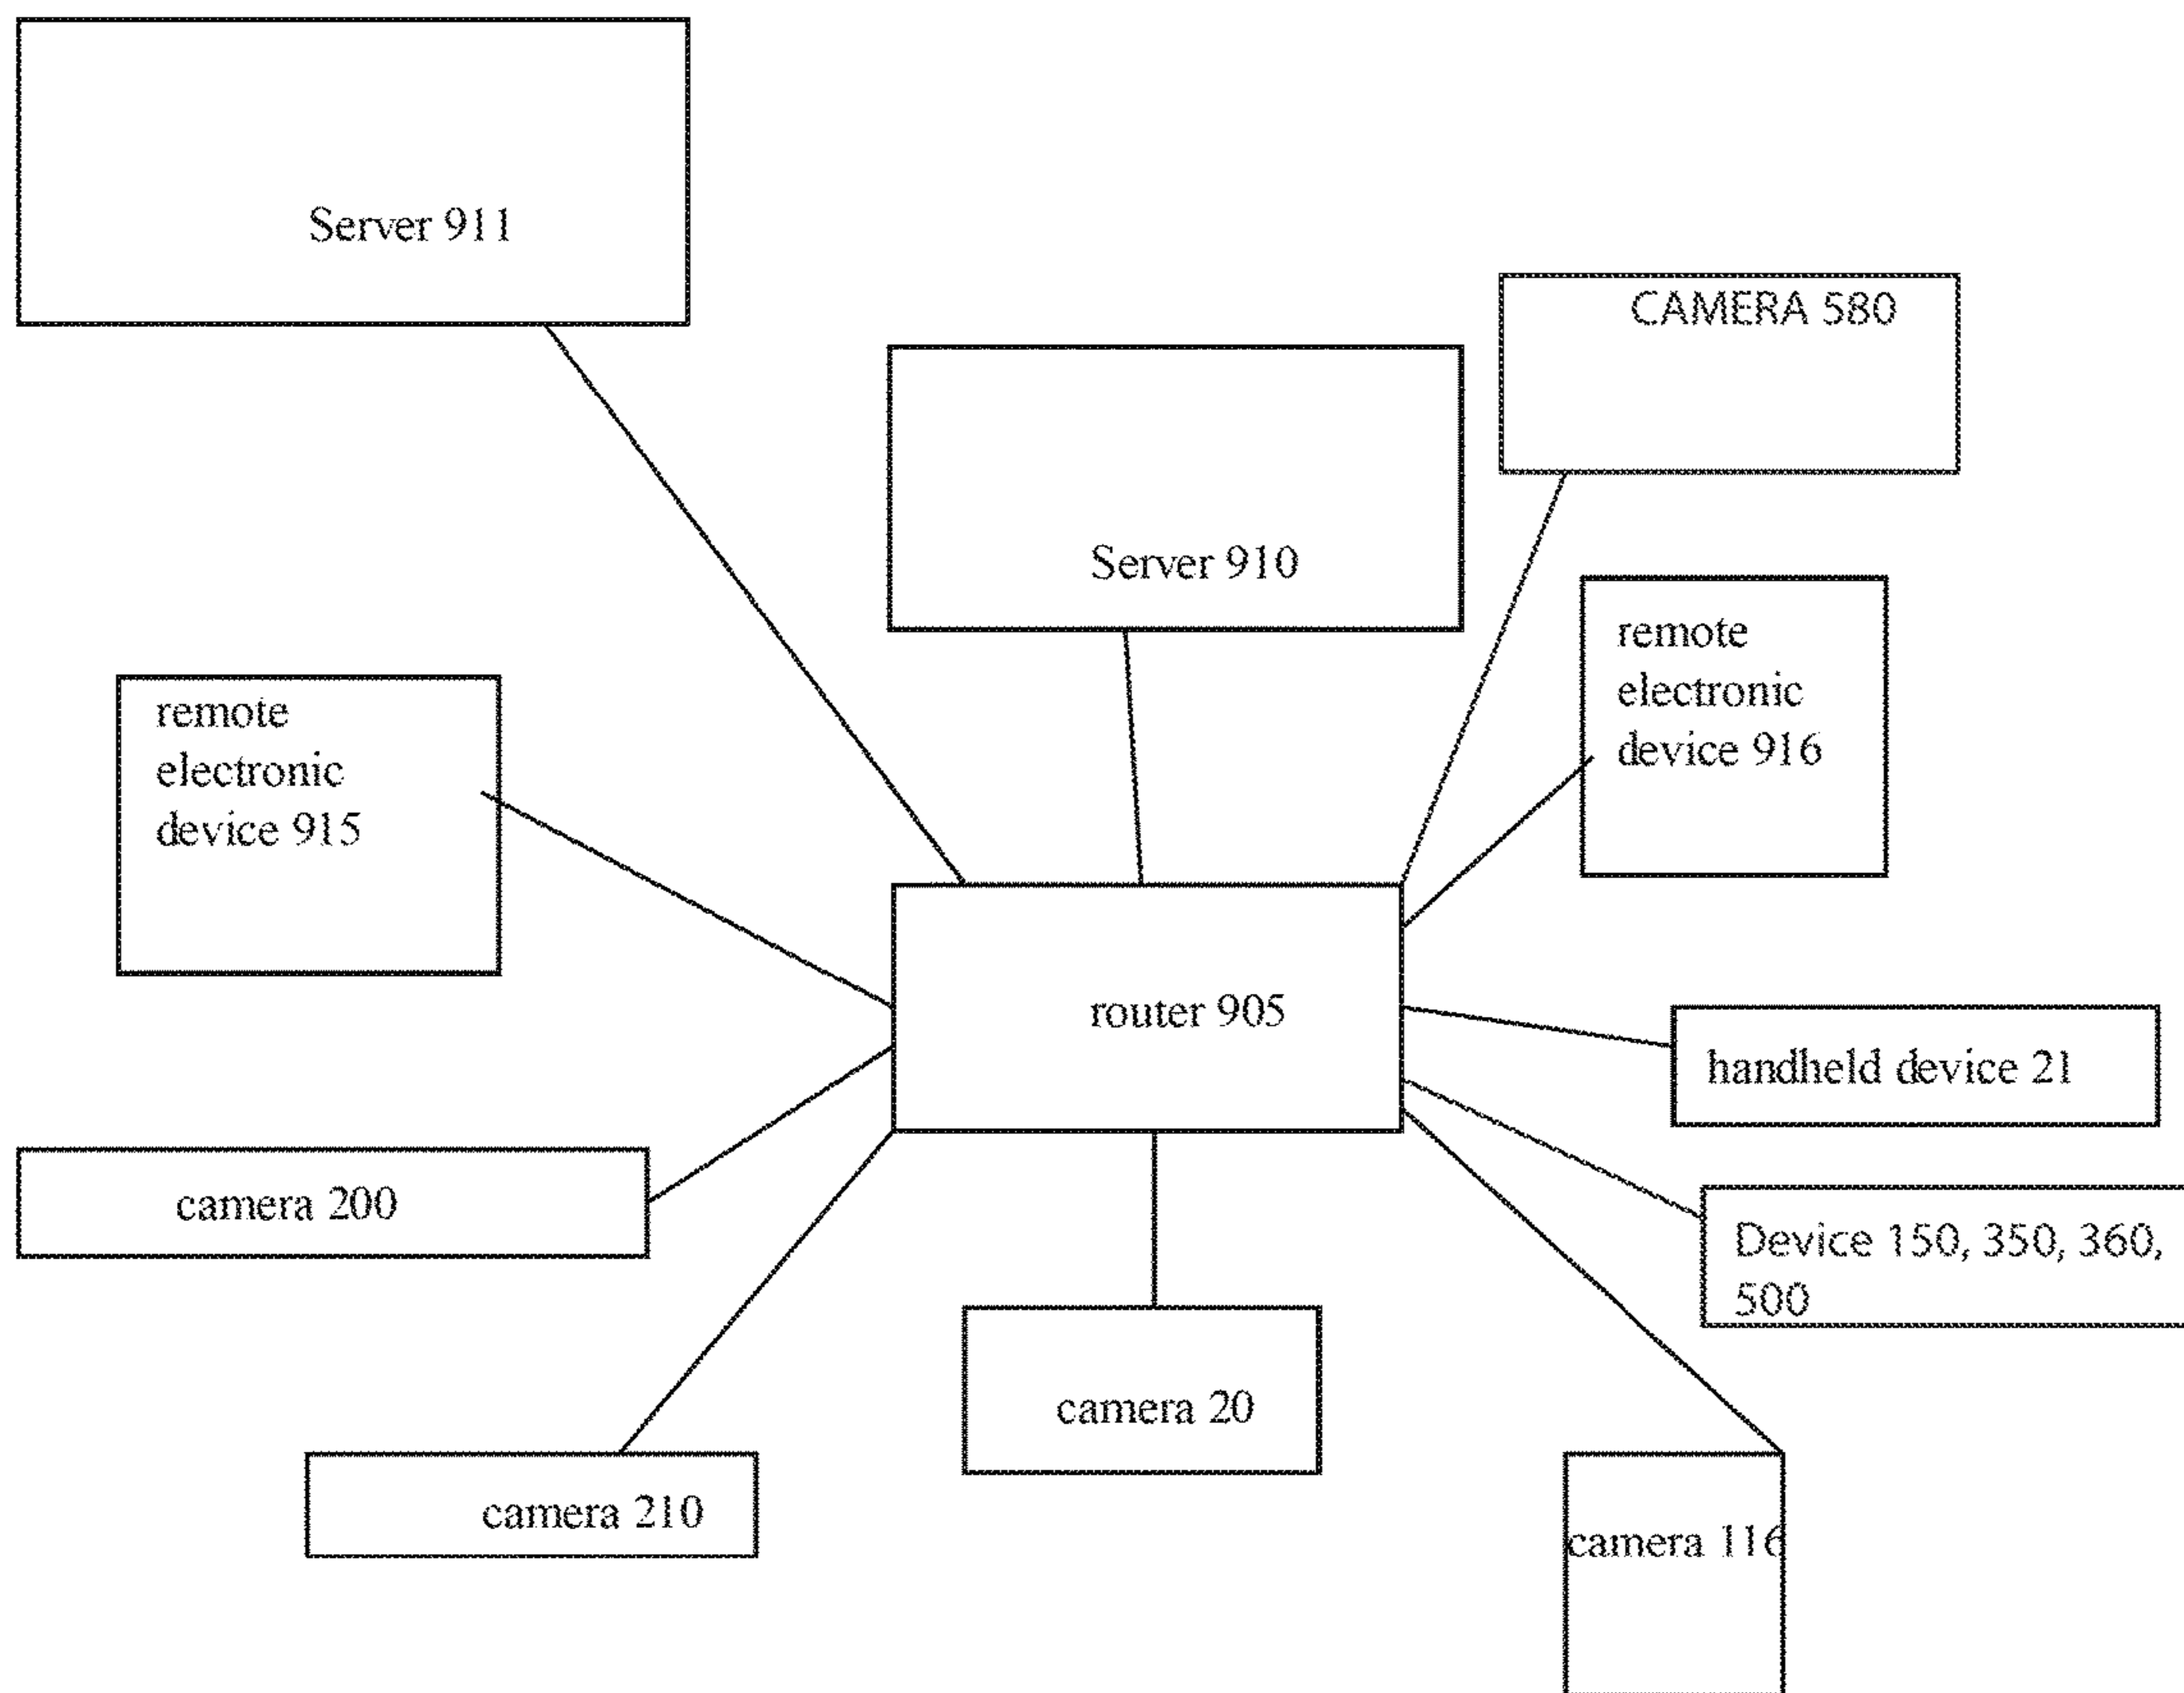 Server 911
CAMERA 580
Server 910
remote
electronic
device 916
remote
electronic
device 915
router 905
handheld device 21
camera 200
Device 150, 350, 360,
500
camera 20
camera 210
camera 116